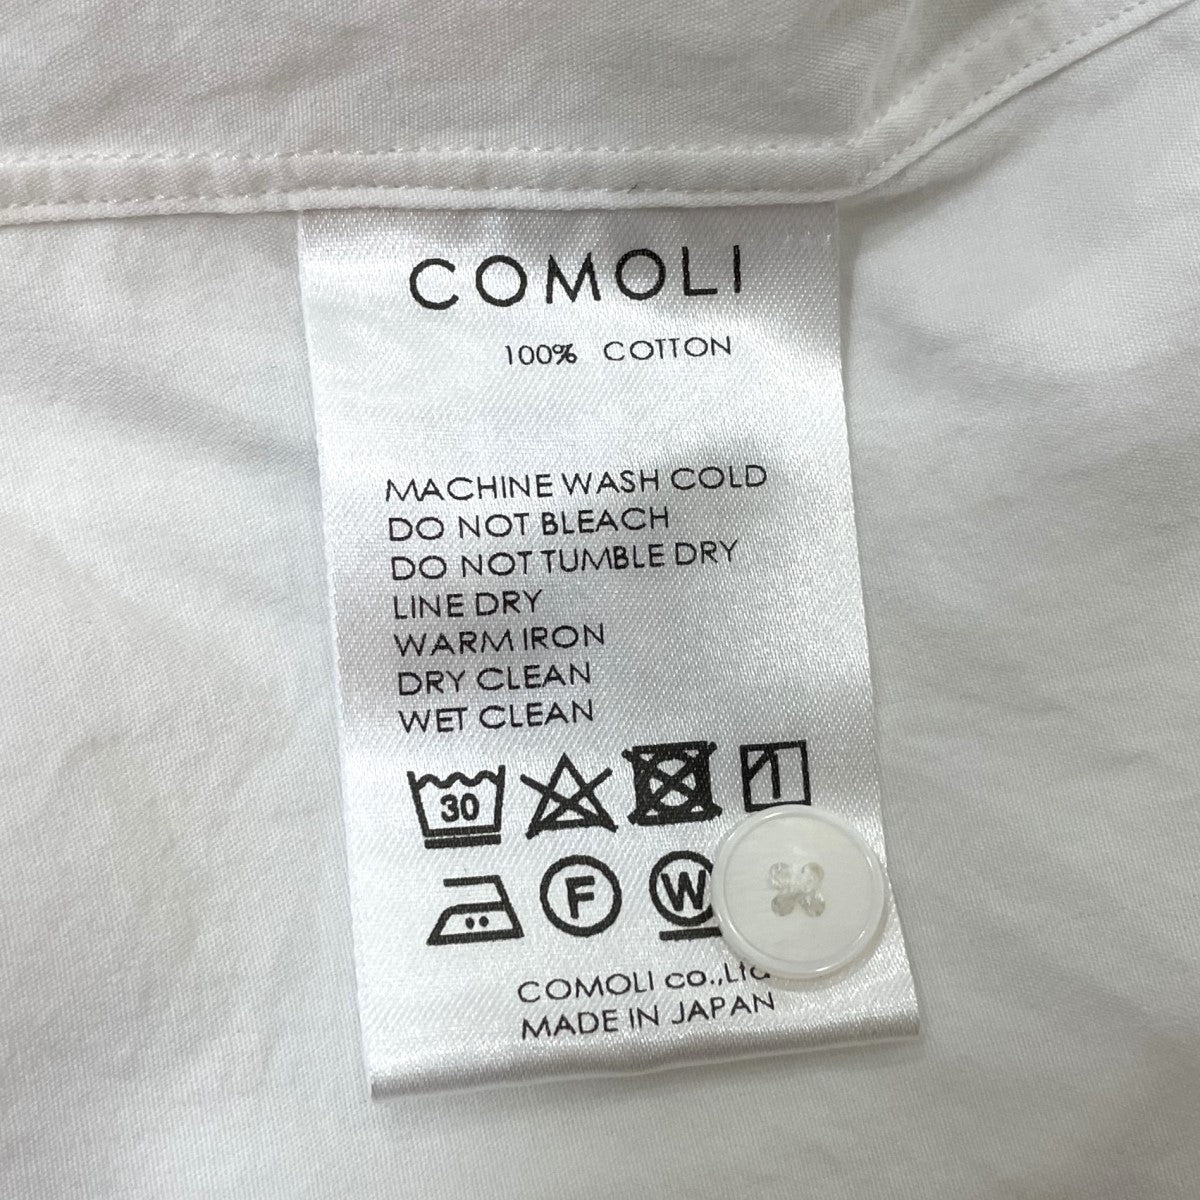 COMOLI
100% COTTON
MACHINE WASH COLD
DO NOT BLEACH
DO NOT TUMBLE DRY
LINE DRY
WARM IRON
DRY CLEAN
WET CLEAN
30
F W
COMOLI co.,Ltd
MADE IN JAPAN